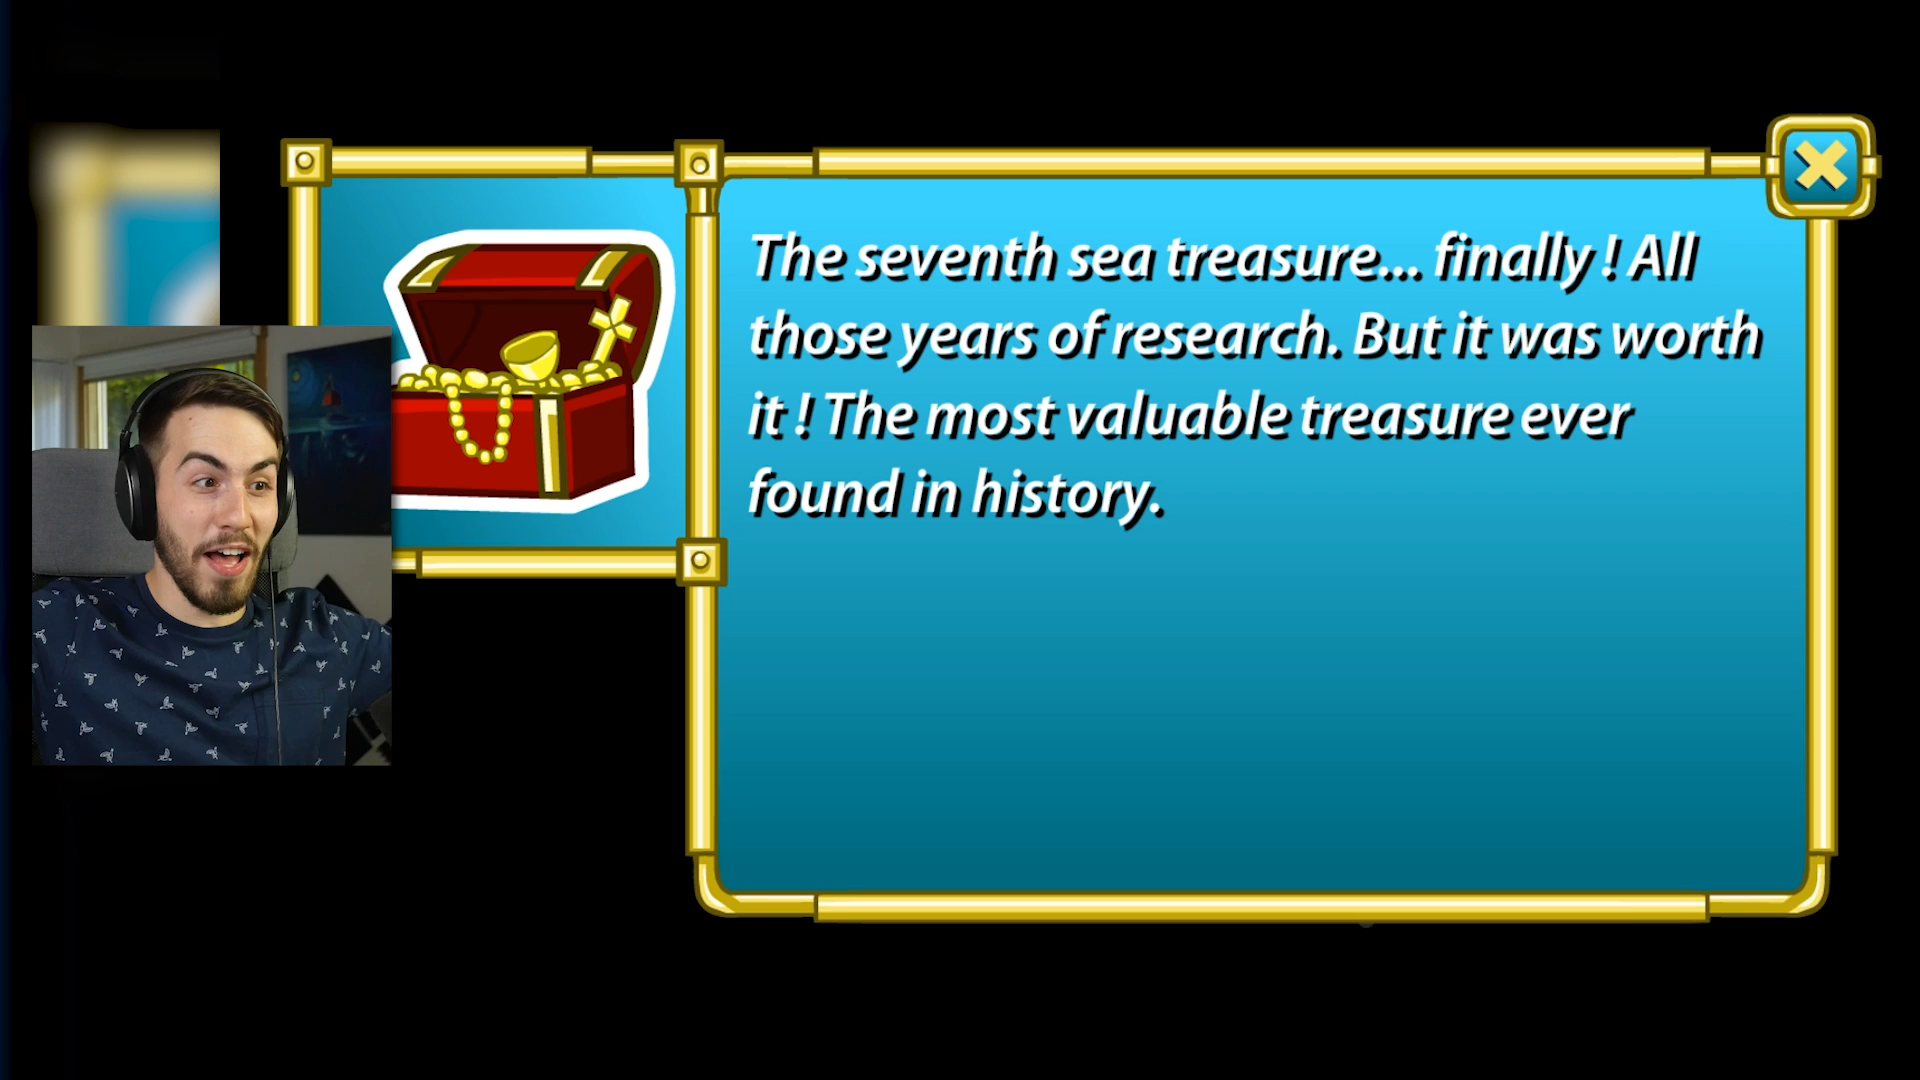 The seventh sea treasure... finally ! All
those years of research. But it was worth
it ! The most valuable treasure ever
found in history.